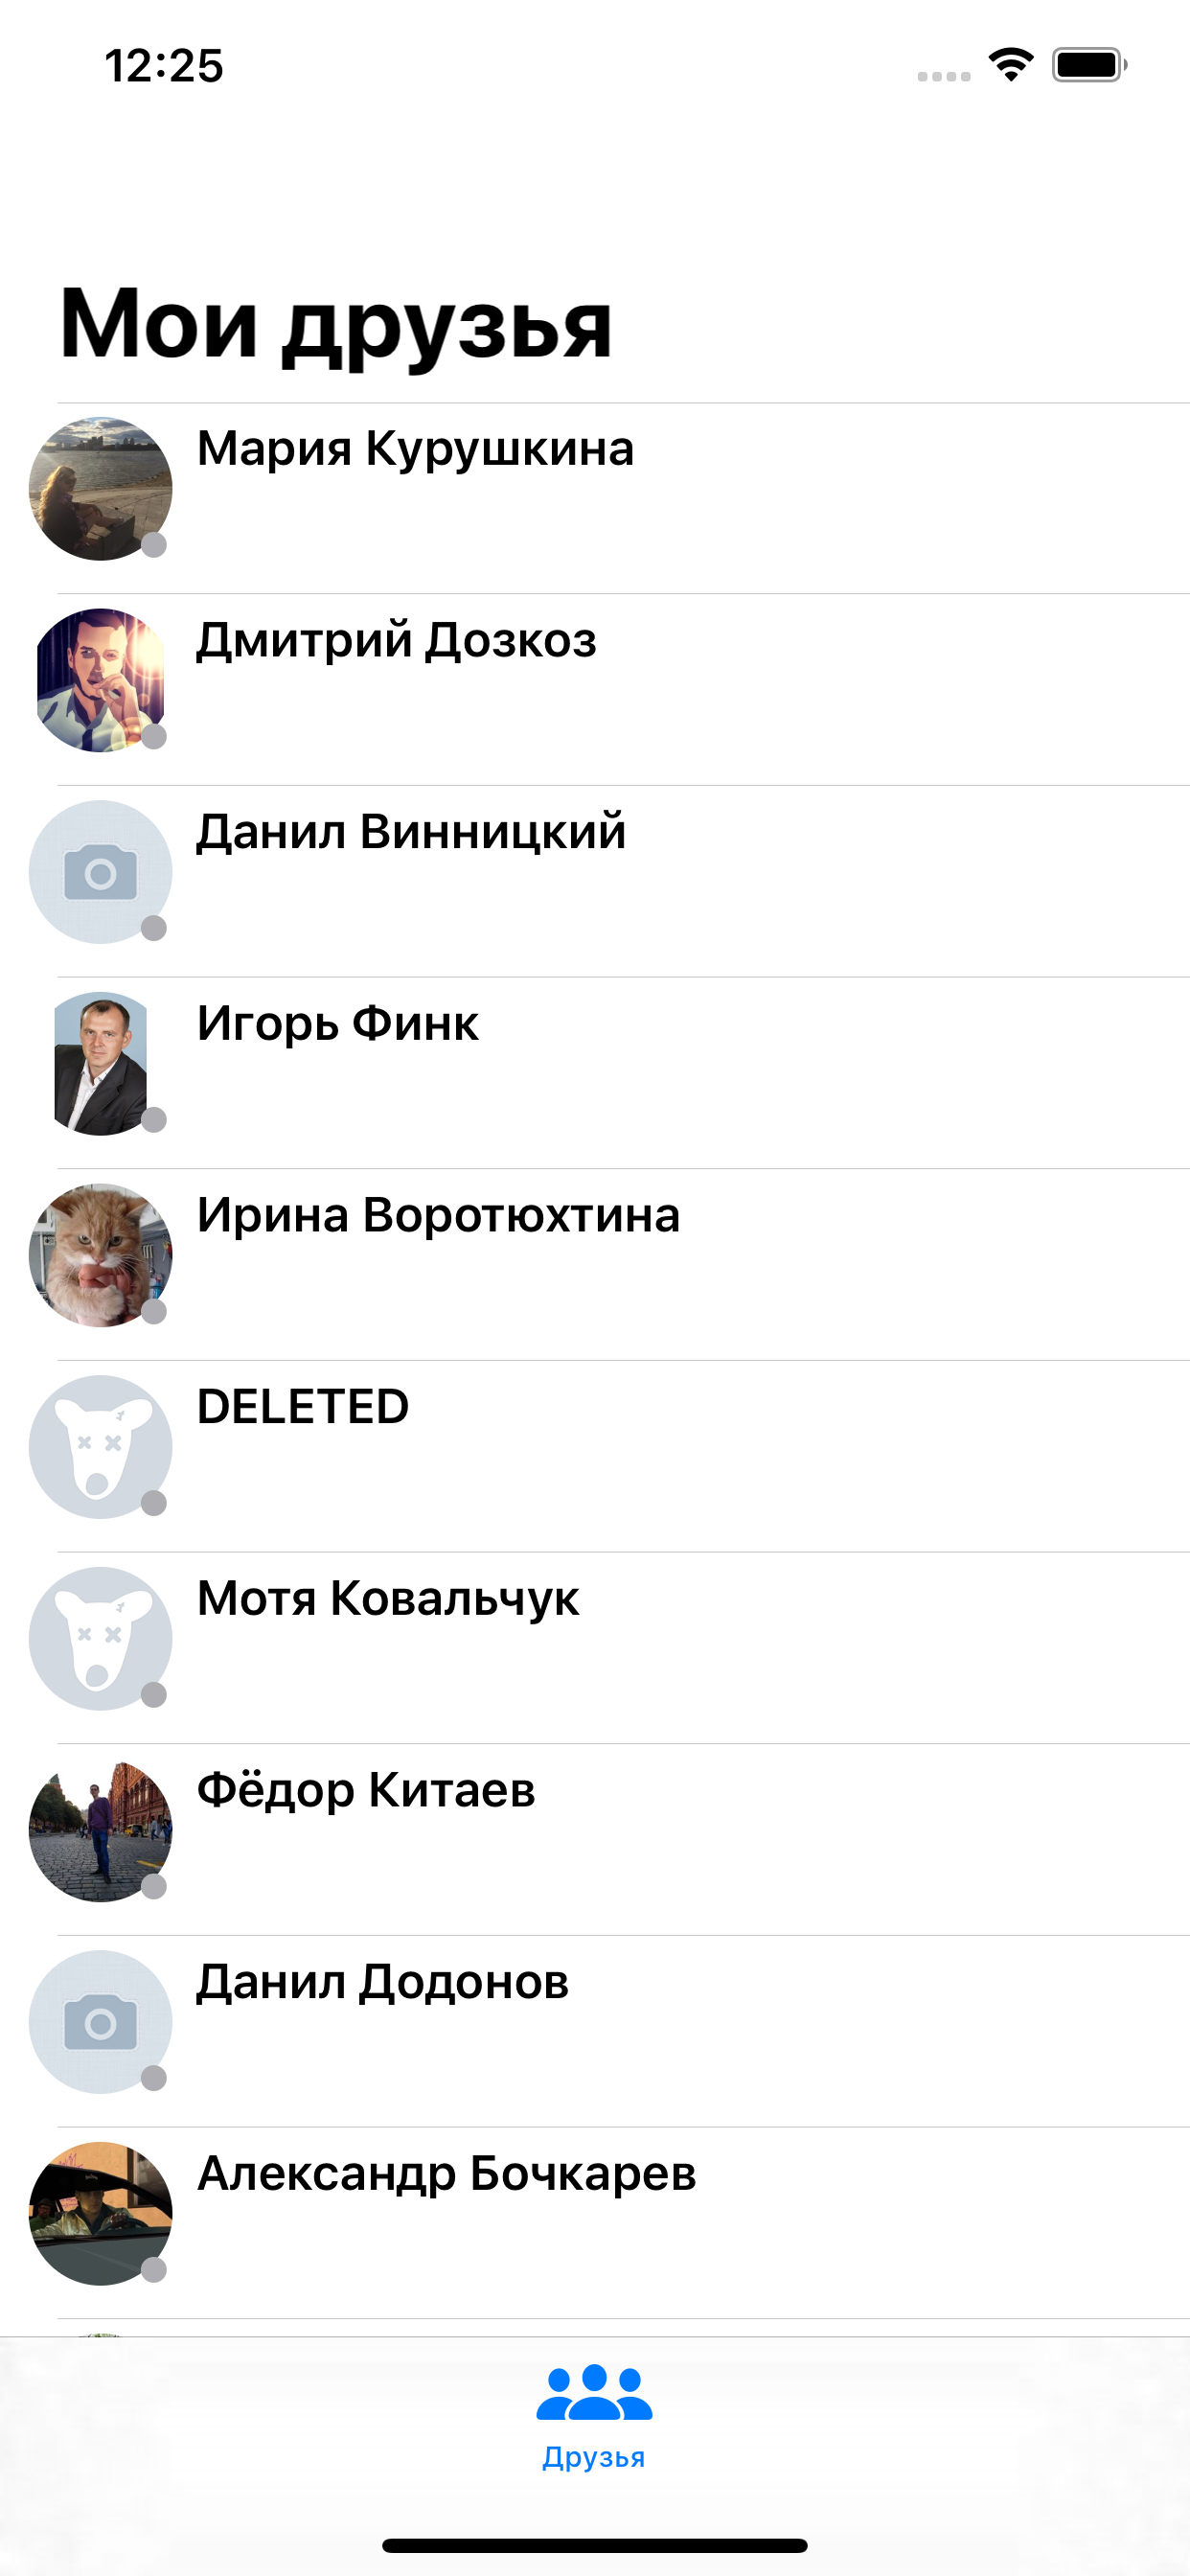 12:25
Мои друзья
Мария Курушкина
Дмитрий Дозкоз
Данил Винницкий
Игорь Финк
Ирина Воротюхтина
DELETED
Мотя Ковальчук
Фёдор Китаев
Данил Додонов
Александр Бочкарев
Друзья